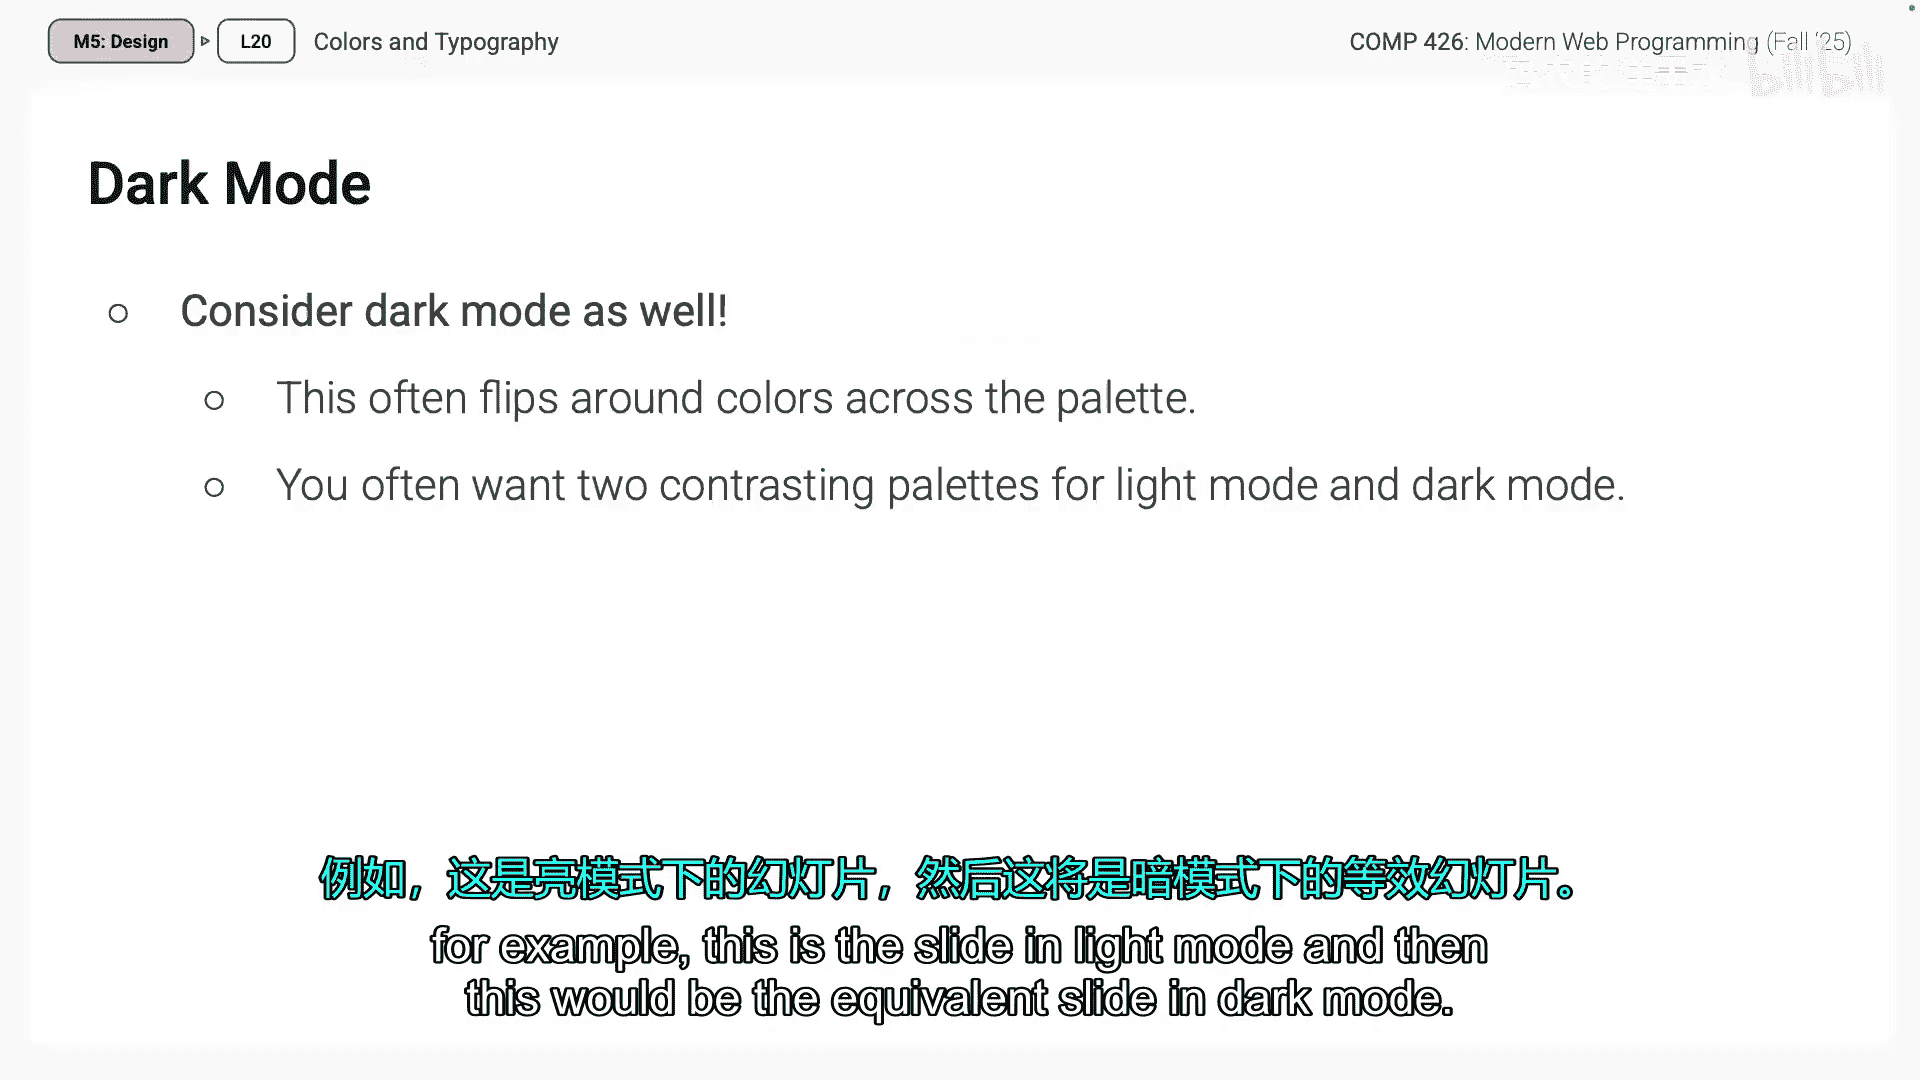 M5: Design
L20
Colors and Typography
COMP 426: Modern Web Programming (Fall '25)
bilibili
Dark Mode
Consider dark mode as well!
This often flips around colors across the palette.
You often want two contrasting palettes for light mode and dark mode.
例如，这是亮模式下的幻灯片，然后这将是暗模式下的等效幻灯片。
for example, this is the slide in light mode and then
this would be the equivalent slide in dark mode.